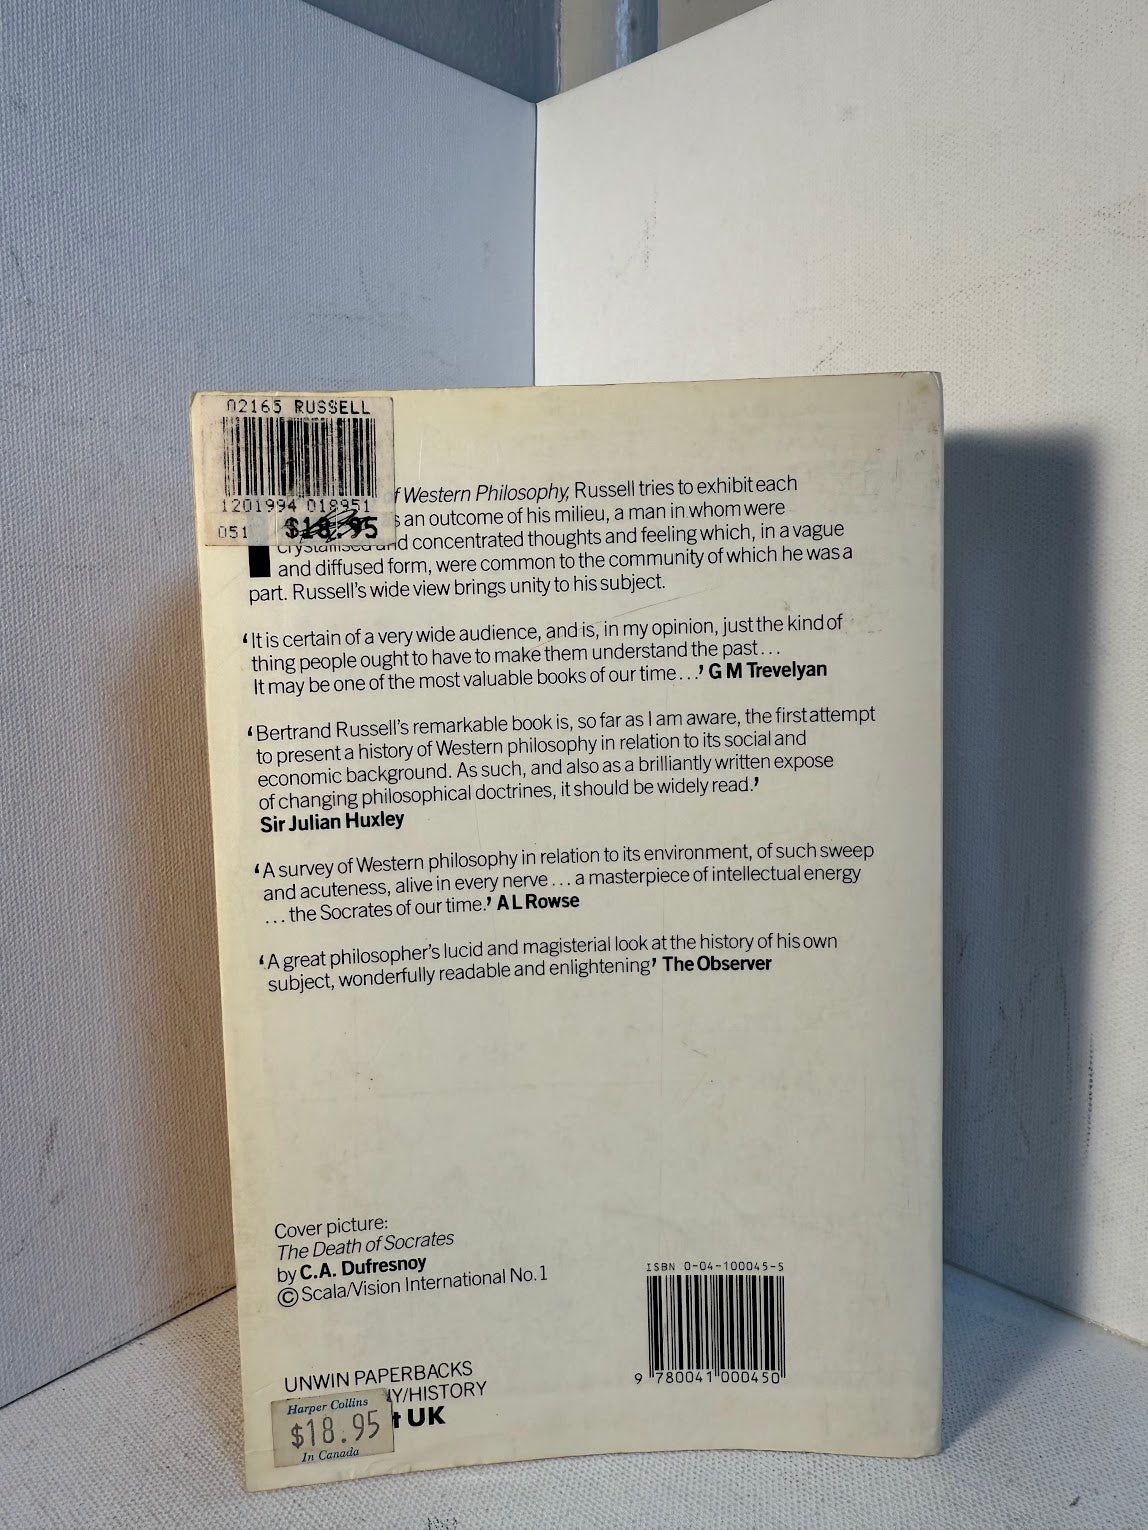 02165 RUSSELL
1201994 018951
051 $18.95
f Western Philosophy, Russell tries to exhibit each
s an outcome of his milieu, a man in whom were
crystallised and concentrated thoughts and feeling which, in a vague
and diffused form, were common to the community of which he was a
part. Russell's wide view brings unity to his subject.
‘It is certain of a very wide audience, and is, in my opinion, just the kind of
thing people ought to have to make them understand the past...
It may be one of the most valuable books of our time...’ G M Trevelyan
‘Bertrand Russell's remarkable book is, so far as I am aware, the first attempt
to present a history of Western philosophy in relation to its social and
economic background. As such, and also as a brilliantly written expose
of changing philosophical doctrines, it should be widely read.’
Sir Julian Huxley
‘A survey of Western philosophy in relation to its environment, of such sweep
and acuteness, alive in every nerve... a masterpiece of intellectual energy
... the Socrates of our time.’ A L Rowse
‘A great philosopher's lucid and magisterial look at the history of his own
subject, wonderfully readable and enlightening’ The Observer
Cover picture:
The Death of Socrates
by C.A. Dufresnoy
© Scala/Vision International No. 1
ISBN 0-04-100045-5
9 780041 000450
UNWIN PAPERBACKS
Y/HISTORY
t UK
Harper Collins
$18.95
In Canada